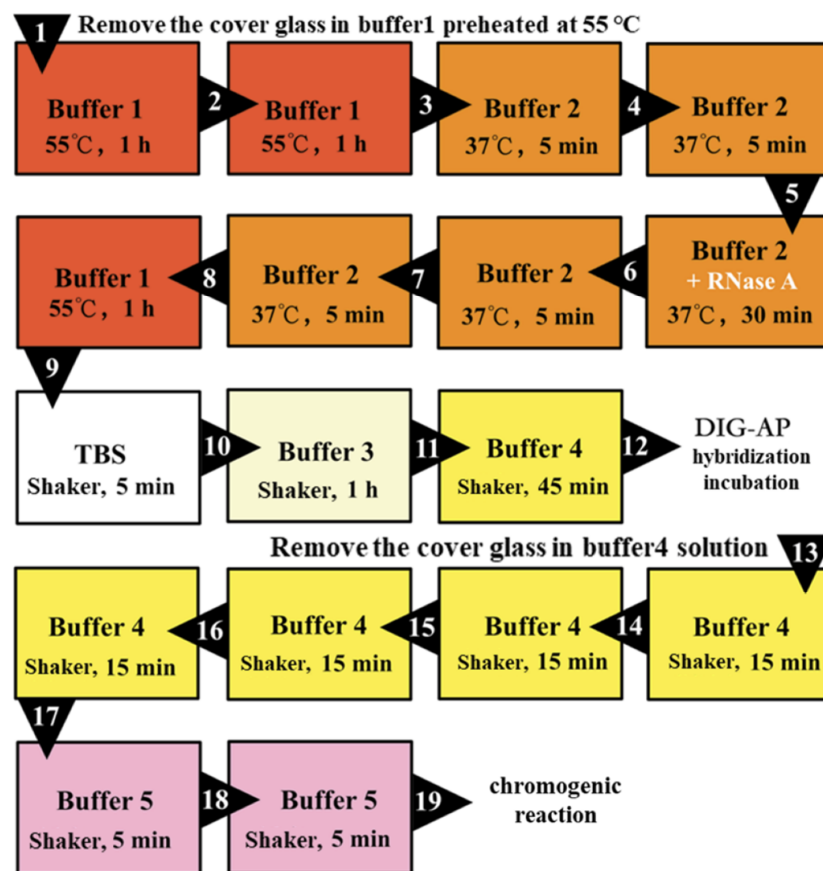 1
Remove the cover glass in buffer1 preheated at 55 ℃
Buffer 1
55℃, 1 h
2
Buffer 1
55℃, 1 h
3
Buffer 2
37℃, 5 min
4
Buffer 2
37℃, 5 min
5
Buffer 2
+ RNase A
37℃, 30 min
6
Buffer 2
37℃, 5 min
7
Buffer 2
37℃, 5 min
8
Buffer 1
55℃, 1 h
9
TBS
Shaker, 5 min
10
Buffer 3
Shaker, 1 h
11
Buffer 4
Shaker, 45 min
12
DIG-AP
hybridization
incubation
Remove the cover glass in buffer4 solution
13
Buffer 4
Shaker, 15 min
14
Buffer 4
Shaker, 15 min
15
Buffer 4
Shaker, 15 min
16
Buffer 4
Shaker, 15 min
17
Buffer 5
Shaker, 5 min
18
Buffer 5
Shaker, 5 min
19
chromogenic
reaction